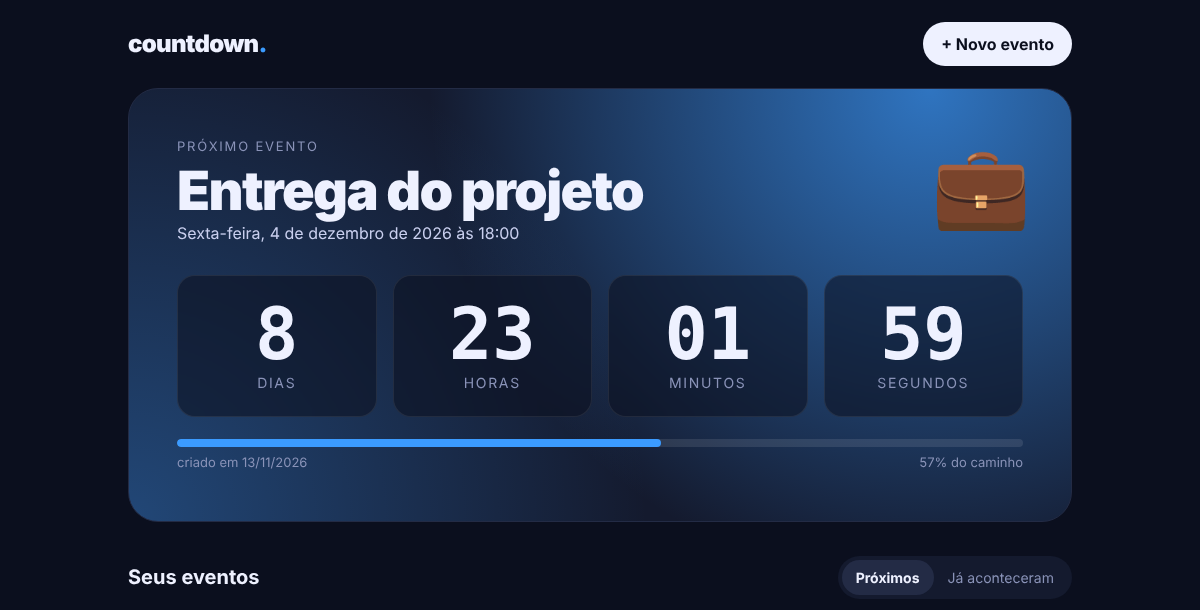 countdown.
+ Novo evento
PRÓXIMO EVENTO
Entrega do projeto
Sexta-feira, 4 de dezembro de 2026 às 18:00
8 23 01 59
DIAS HORAS MINUTOS SEGUNDOS
criado em 13/11/2026 57% do caminho
Seus eventos
Próximos Já aconteceram